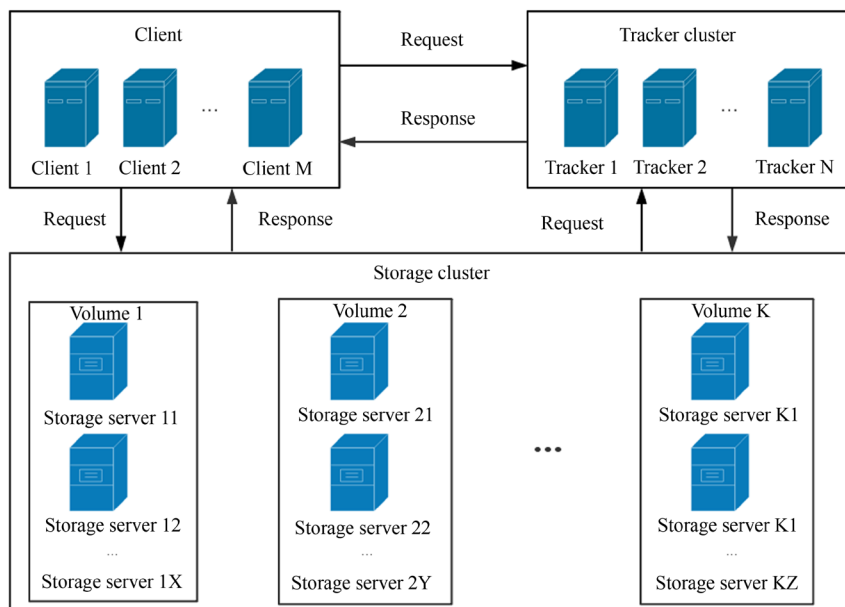 Client
Request
Tracker cluster
...
...
Response
Client 1
Client 2
Client M
Tracker 1
Tracker 2
Tracker N
Request
Response
Request
Response
Storage cluster
Volume 1
Volume 2
Volume K
Storage server 11
Storage server 21
Storage server K1
...
Storage server 12
Storage server 22
Storage server K1
...
...
...
Storage server 1X
Storage server 2Y
Storage server KZ